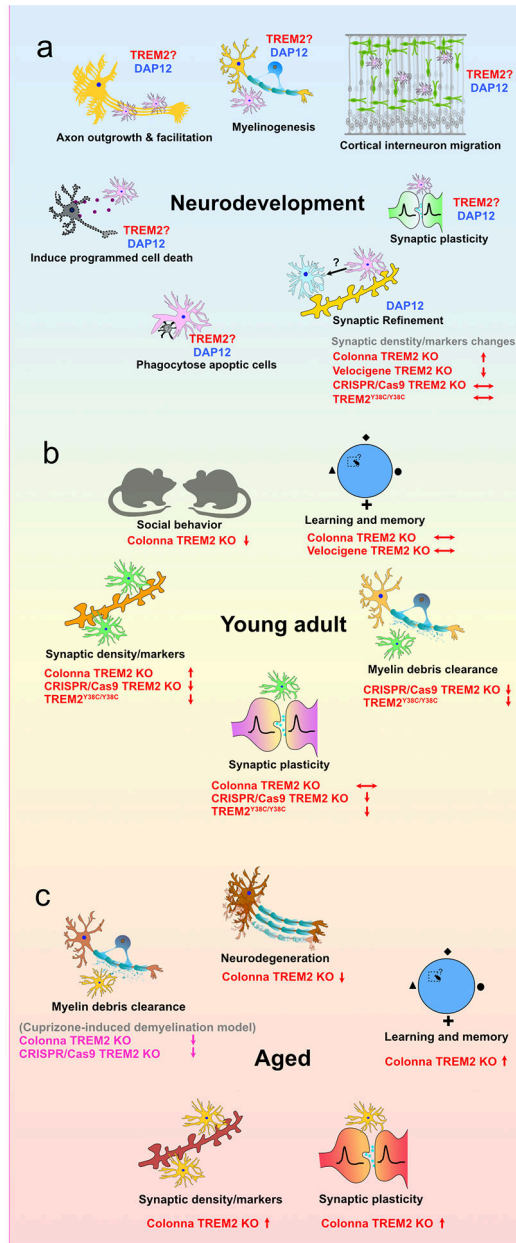 a
TREM2?
DAP12
Axon outgrowth & facilitation
TREM2?
DAP12
Myelinogenesis
TREM2?
DAP12
Cortical interneuron migration
Neurodevelopment
TREM2?
DAP12
Induce programmed cell death
TREM2?
DAP12
Synaptic plasticity
TREM2?
DAP12
Phagocytose apoptic cells
?
DAP12
Synaptic Refinement
Synaptic denstity/markers changes
Colonna TREM2 KO ↑
Velocigene TREM2 KO ↓
CRISPR/Cas9 TREM2 KO ↔
TREM2Y38C/Y38C ↔
b
Social behavior
Colonna TREM2 KO ↓
?
Learning and memory
Colonna TREM2 KO ↔
Velocigene TREM2 KO ↔
Young adult
Synaptic density/markers
Colonna TREM2 KO ↑
CRISPR/Cas9 TREM2 KO ↓
TREM2Y38C/Y38C ↓
Myelin debris clearance
CRISPR/Cas9 TREM2 KO ↓
TREM2Y38C/Y38C ↓
Synaptic plasticity
Colonna TREM2 KO ↔
CRISPR/Cas9 TREM2 KO ↓
TREM2Y38C/Y38C ↓
c
Myelin debris clearance
(Cuprizone-induced demyelination model)
Colonna TREM2 KO ↓
CRISPR/Cas9 TREM2 KO ↓
Neurodegeneration
Colonna TREM2 KO ↓
?
Learning and memory
Colonna TREM2 KO ↑
Aged
Synaptic density/markers
Colonna TREM2 KO ↑
Synaptic plasticity
Colonna TREM2 KO ↑